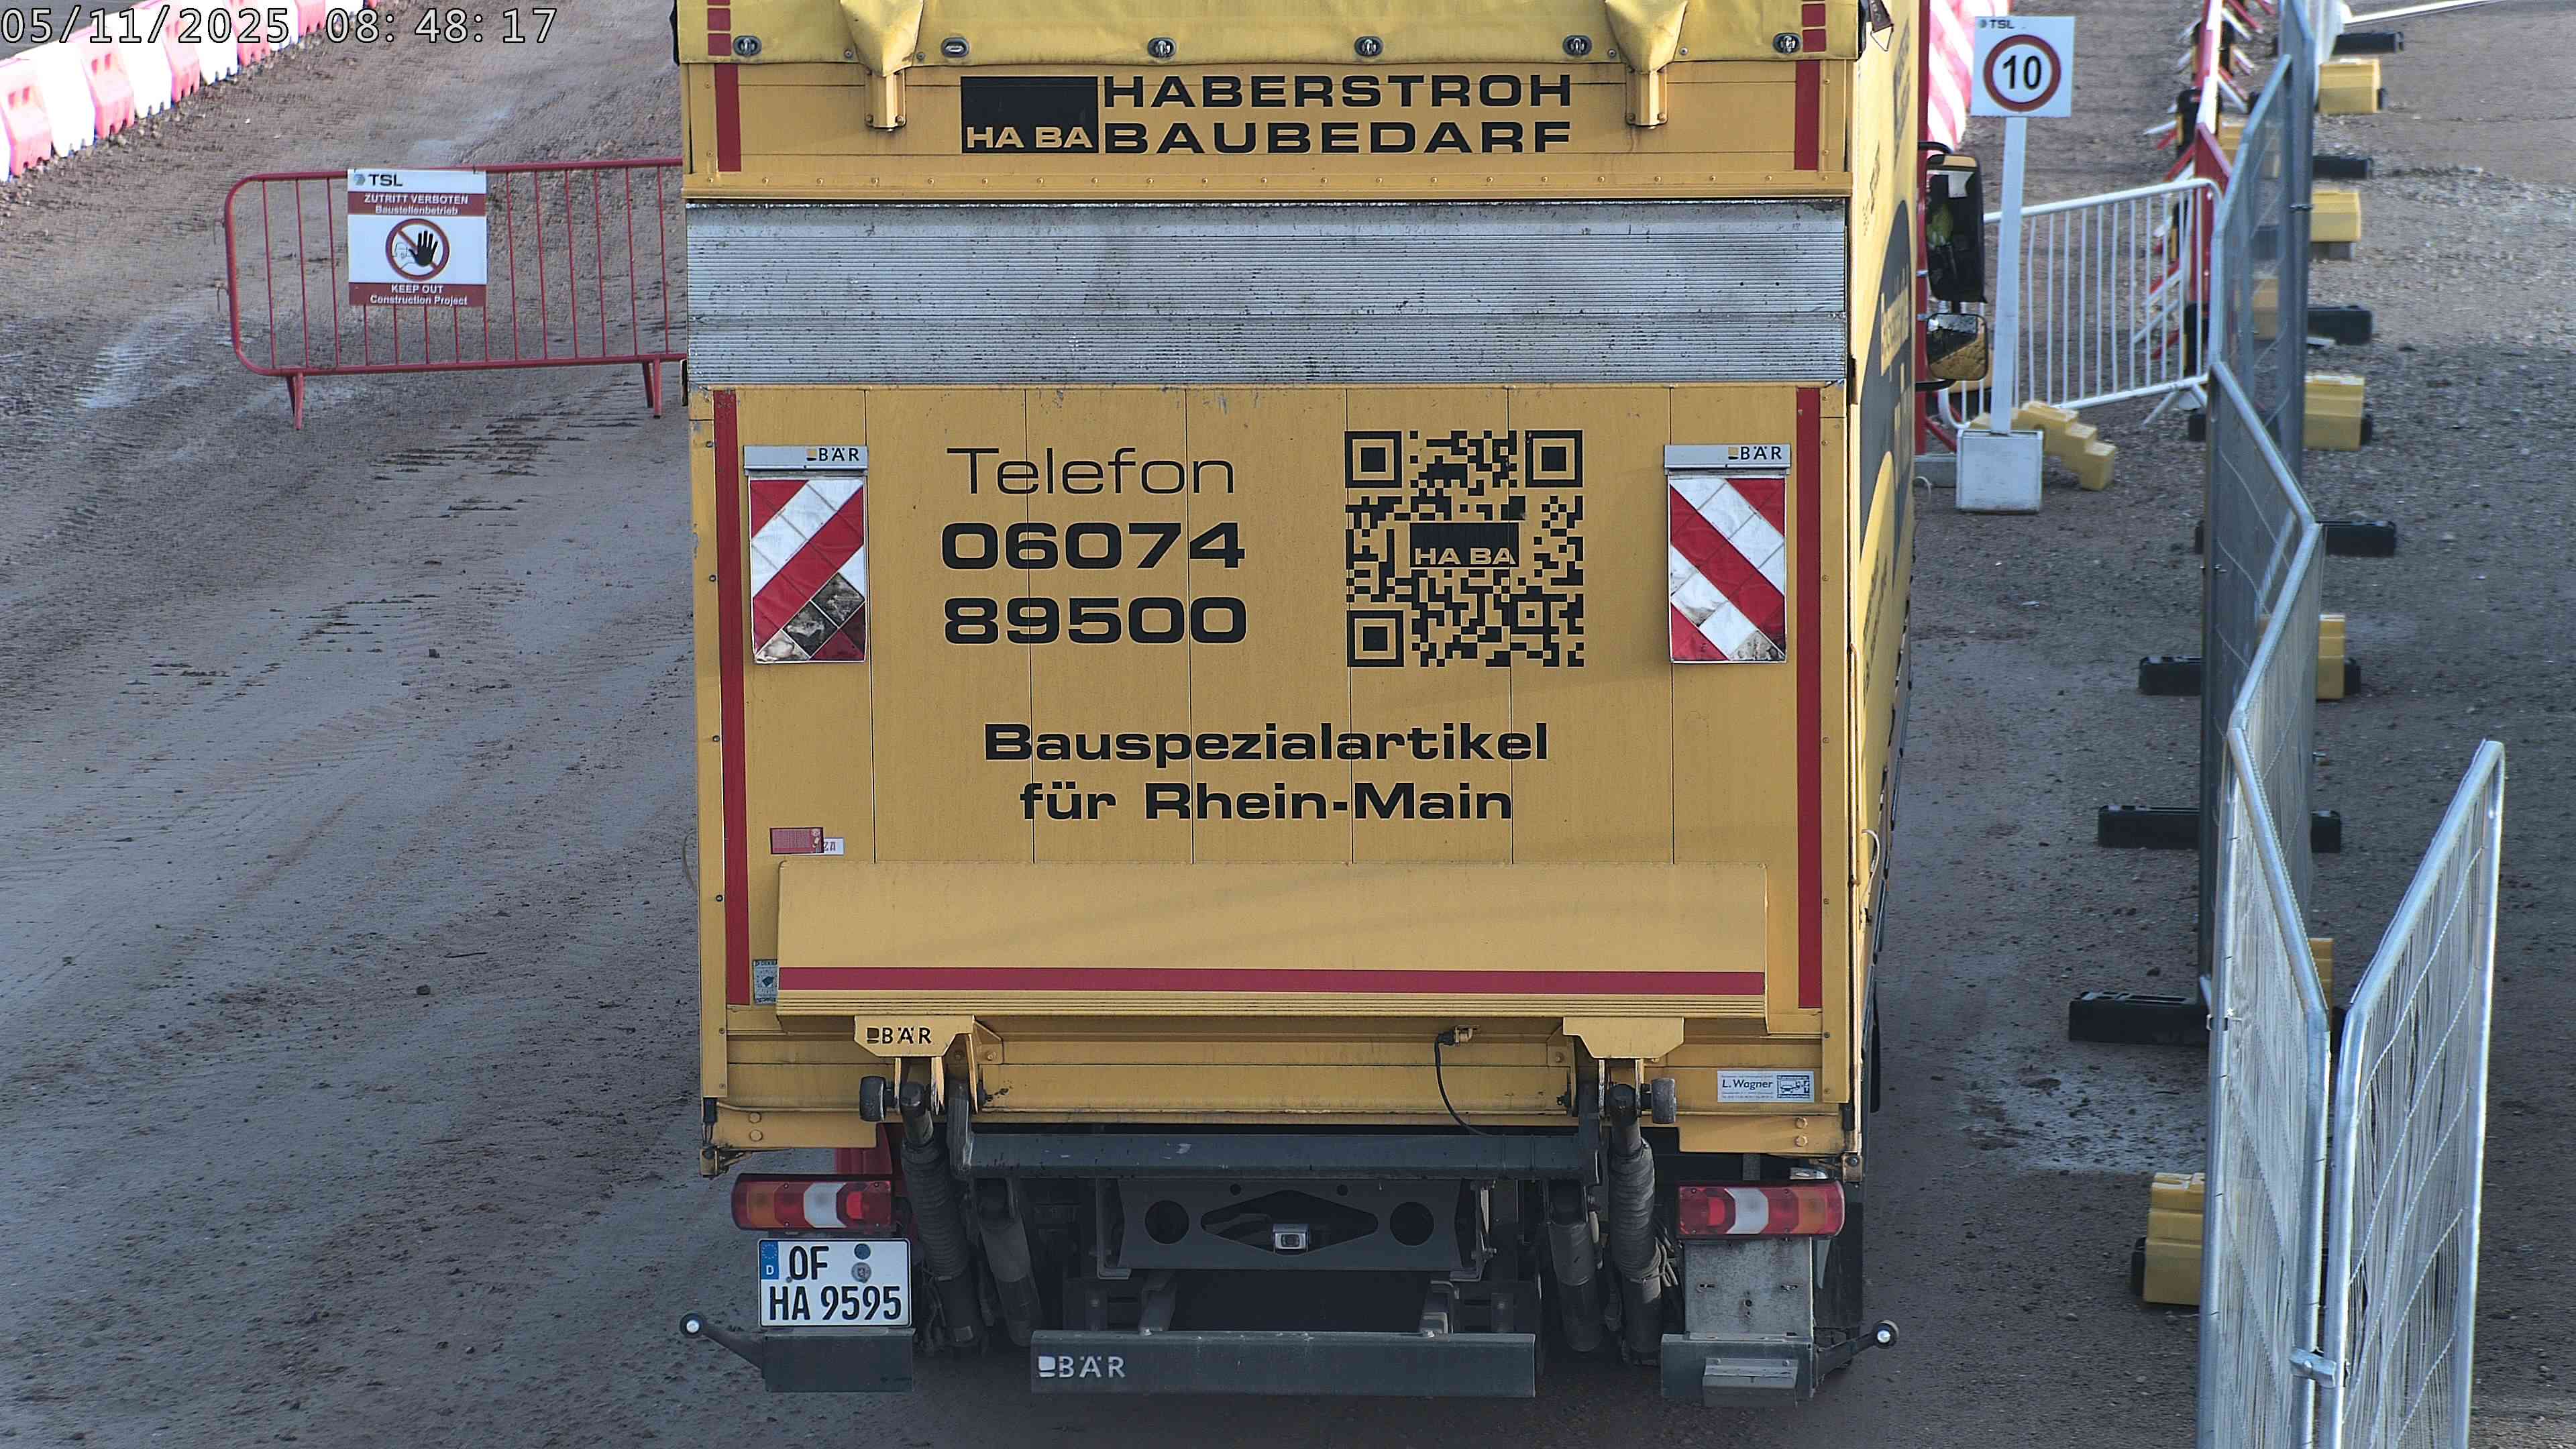 05/11/2025 08:48:17
TSL
10
HA BA
HABERSTROH
BAUBEDARF
TSL
ZUTRITT VERBOTEN
Baustellenbetrieb
KEEP OUT
Construction Project
BÄR
BÄR
Telefon
06074
89500
HA BA
Bauspezialartikel
für Rhein-Main
BÄR
L.Wagner
D
OF
HA 9595
BÄR